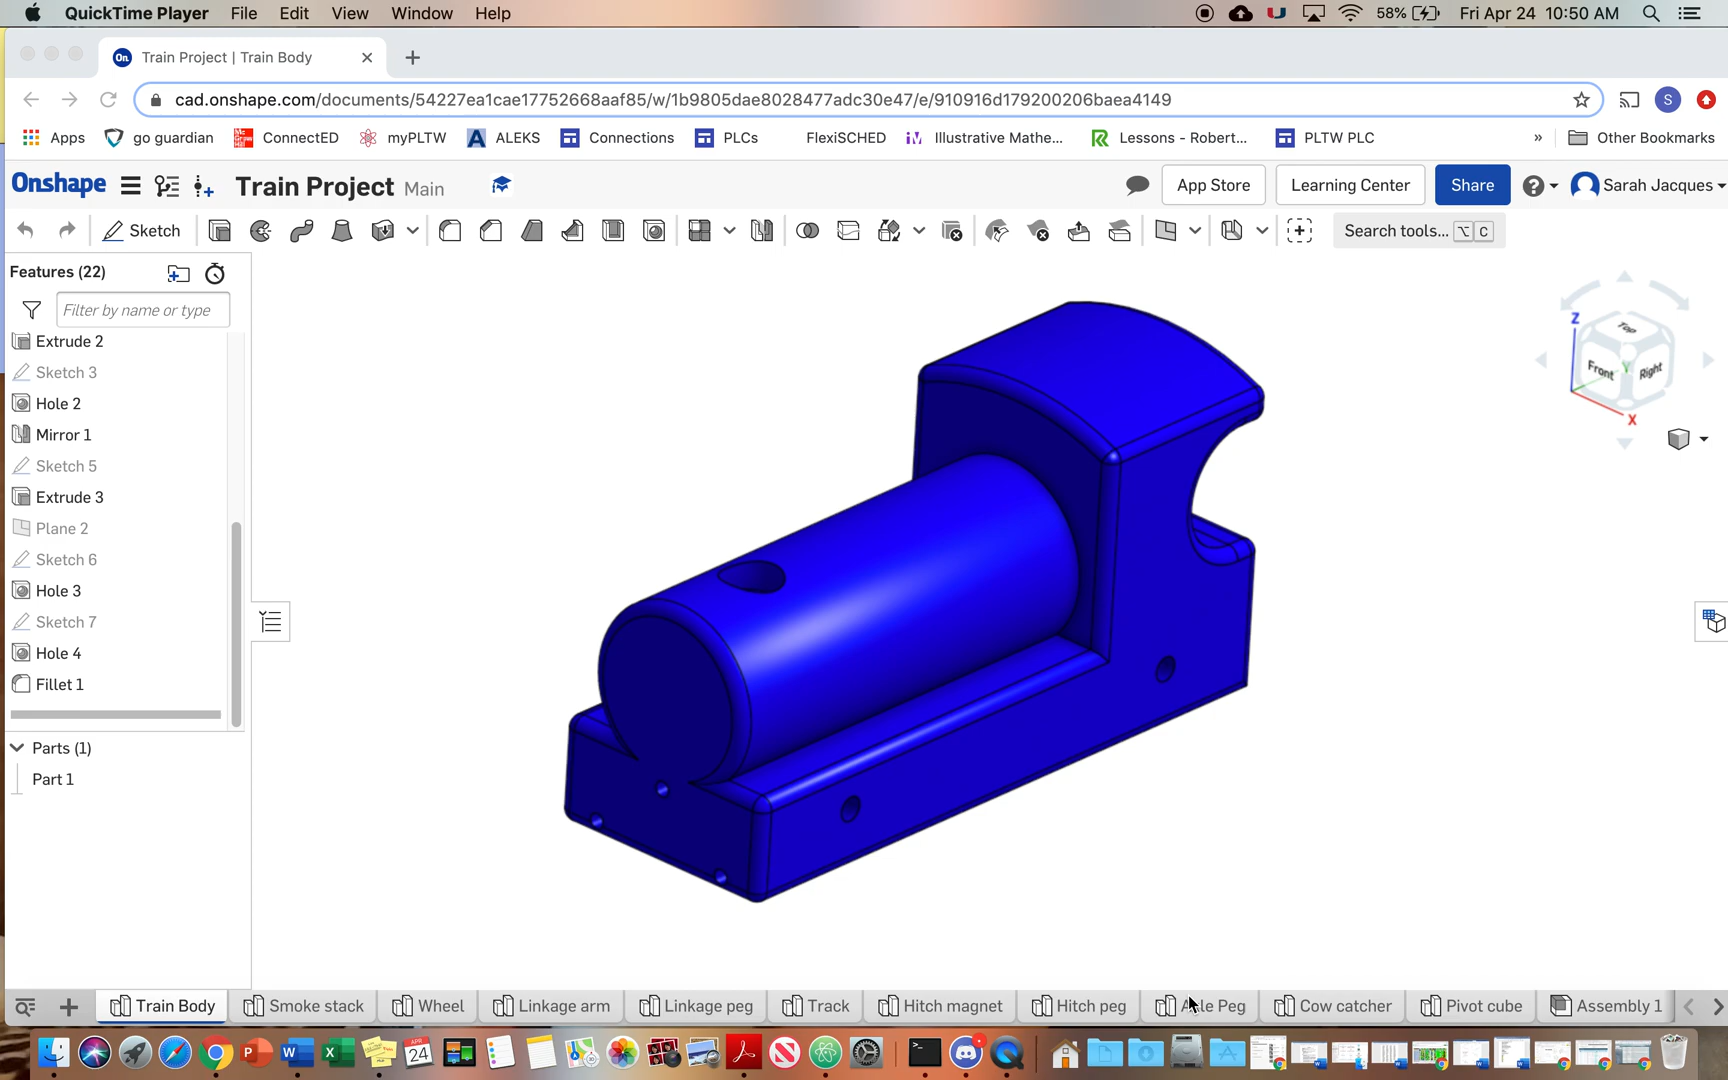 QuickTime Player File Edit View Window Help 58% Fri Apr 24 10:50 AM
On Train Project | Train Body
cad.onshape.com/documents/54227ea1cae17752668aaf85/w/1b9805dae8028477adc30e47/e/910916d179200206baea4149
S
Apps go guardian ConnectED myPLTW ALEKS Connections PLCs FlexiSCHED Illustrative Mathe... Lessons - Robert... PLTW PLC » Other Bookmarks
Onshape Train Project Main App Store Learning Center Share Sarah Jacques
Sketch Search tools... ⌥ C
Features (22)
Filter by name or type
Extrude 2
Sketch 3
Hole 2
Mirror 1
Sketch 5
Extrude 3
Plane 2
Sketch 6
Hole 3
Sketch 7
Hole 4
Fillet 1
Parts (1)
Part 1
Z
Top
Front Right
Y
X
Train Body Smoke stack Wheel Linkage arm Linkage peg Track Hitch magnet Hitch peg Peg Cow catcher Pivot cube Assembly 1
APR
24